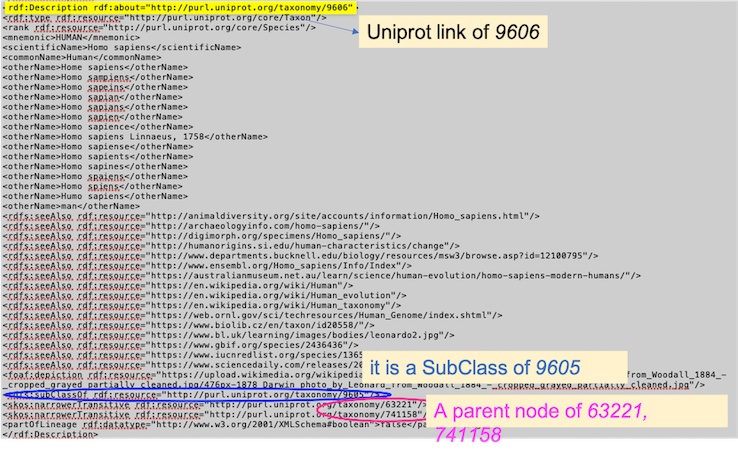 <rdf:Description rdf:about="http://purl.uniprot.org/taxonomy/9606"
<rdf:type rdf:resource="http://purl.uniprot.org/core/Taxon"/>
<rank rdf:resource="http://purl.uniprot.org/core/Species"/>
Uniprot link of 9606
<mnemonic>HUMAN</mnemonic>
<scientificName>Homo sapiens</scientificName>
<commonName>Human</commonName>
<otherName>Home sapiens</otherName>
<otherName>Homo sampiens</otherName>
<otherName>Homo sapeins</otherName>
<otherName>Homo sapian</otherName>
<otherName>Homo sapians</otherName>
<otherName>Homo sapien</otherName>
<otherName>Homo sapience</otherName>
<otherName>Homo sapiens Linnaeus, 1758</otherName>
<otherName>Homo sapiense</otherName>
<otherName>Homo sapients</otherName>
<otherName>Homo sapines</otherName>
<otherName>Homo spaiens</otherName>
<otherName>Homo spiens</otherName>
<otherName>Humo sapiens</otherName>
<otherName>man</otherName>
<rdfs:seeAlso rdf:resource="http://animaldiversity.org/site/accounts/information/Homo_sapiens.html"/>
<rdfs:seeAlso rdf:resource="http://archaeologyinfo.com/homo-sapiens/"/>
<rdfs:seeAlso rdf:resource="http://digimorph.org/specimens/Homo_sapiens/"/>
<rdfs:seeAlso rdf:resource="http://humanorigins.si.edu/human-characteristics/change"/>
<rdfs:seeAlso rdf:resource="http://www.departments.bucknell.edu/biology/resources/msw3/browse.asp?id=12100795"/>
<rdfs:seeAlso rdf:resource="http://www.ensembl.org/Homo_sapiens/Info/Index"/>
<rdfs:seeAlso rdf:resource="https://australianmuseum.net.au/learn/science/human-evolution/homo-sapiens-modern-humans/"/>
<rdfs:seeAlso rdf:resource="https://en.wikipedia.org/wiki/Human"/>
<rdfs:seeAlso rdf:resource="https://en.wikipedia.org/wiki/Human_evolution"/>
<rdfs:seeAlso rdf:resource="https://en.wikipedia.org/wiki/Human_taxonomy"/>
<rdfs:seeAlso rdf:resource="https://web.ornl.gov/sci/techresources/Human_Genome/index.shtml"/>
<rdfs:seeAlso rdf:resource="https://www.biolib.cz/en/taxon/id20558/"/>
<rdfs:seeAlso rdf:resource="https://www.bl.uk/learning/images/bodies/leonardo2.jpg"/>
<rdfs:seeAlso rdf:resource="https://www.gbif.org/species/2436436"/>
<rdfs:seeAlso rdf:resource="https://www.iucnredlist.org/species/136
<rdfs:seeAlso rdf:resource="https://www.sciencedaily.com/releases/20
it is a SubClass of 9605
<foaf:depiction rdf:resource="https://upload.wikimedia.org/wikipedia from_Woodall_1884_-
_cropped_grayed_partially_cleaned.jpg/476px-1878_Darwin_photo_by_Leonard_from_Woodall_1884_-_cropped_grayed_partially_cleaned.jpg"/>
:subClassOf rdf:resource="http://purl.uniprot.org/taxonomy/9605"/>
<skos:narrowerTransitive rdf:resource="http://purl.uniprot.org/taxonomy/63221"/>
<skos:narrowerTransitive rdf:resource="http://purl.uniprot.org/taxonomy/741158"/
<partOfLineage rdf:datatype="http://www.w3.org/2001/XMLSchema#boolean">false</pa
</rdf:Description>
A parent node of 63221,
741158